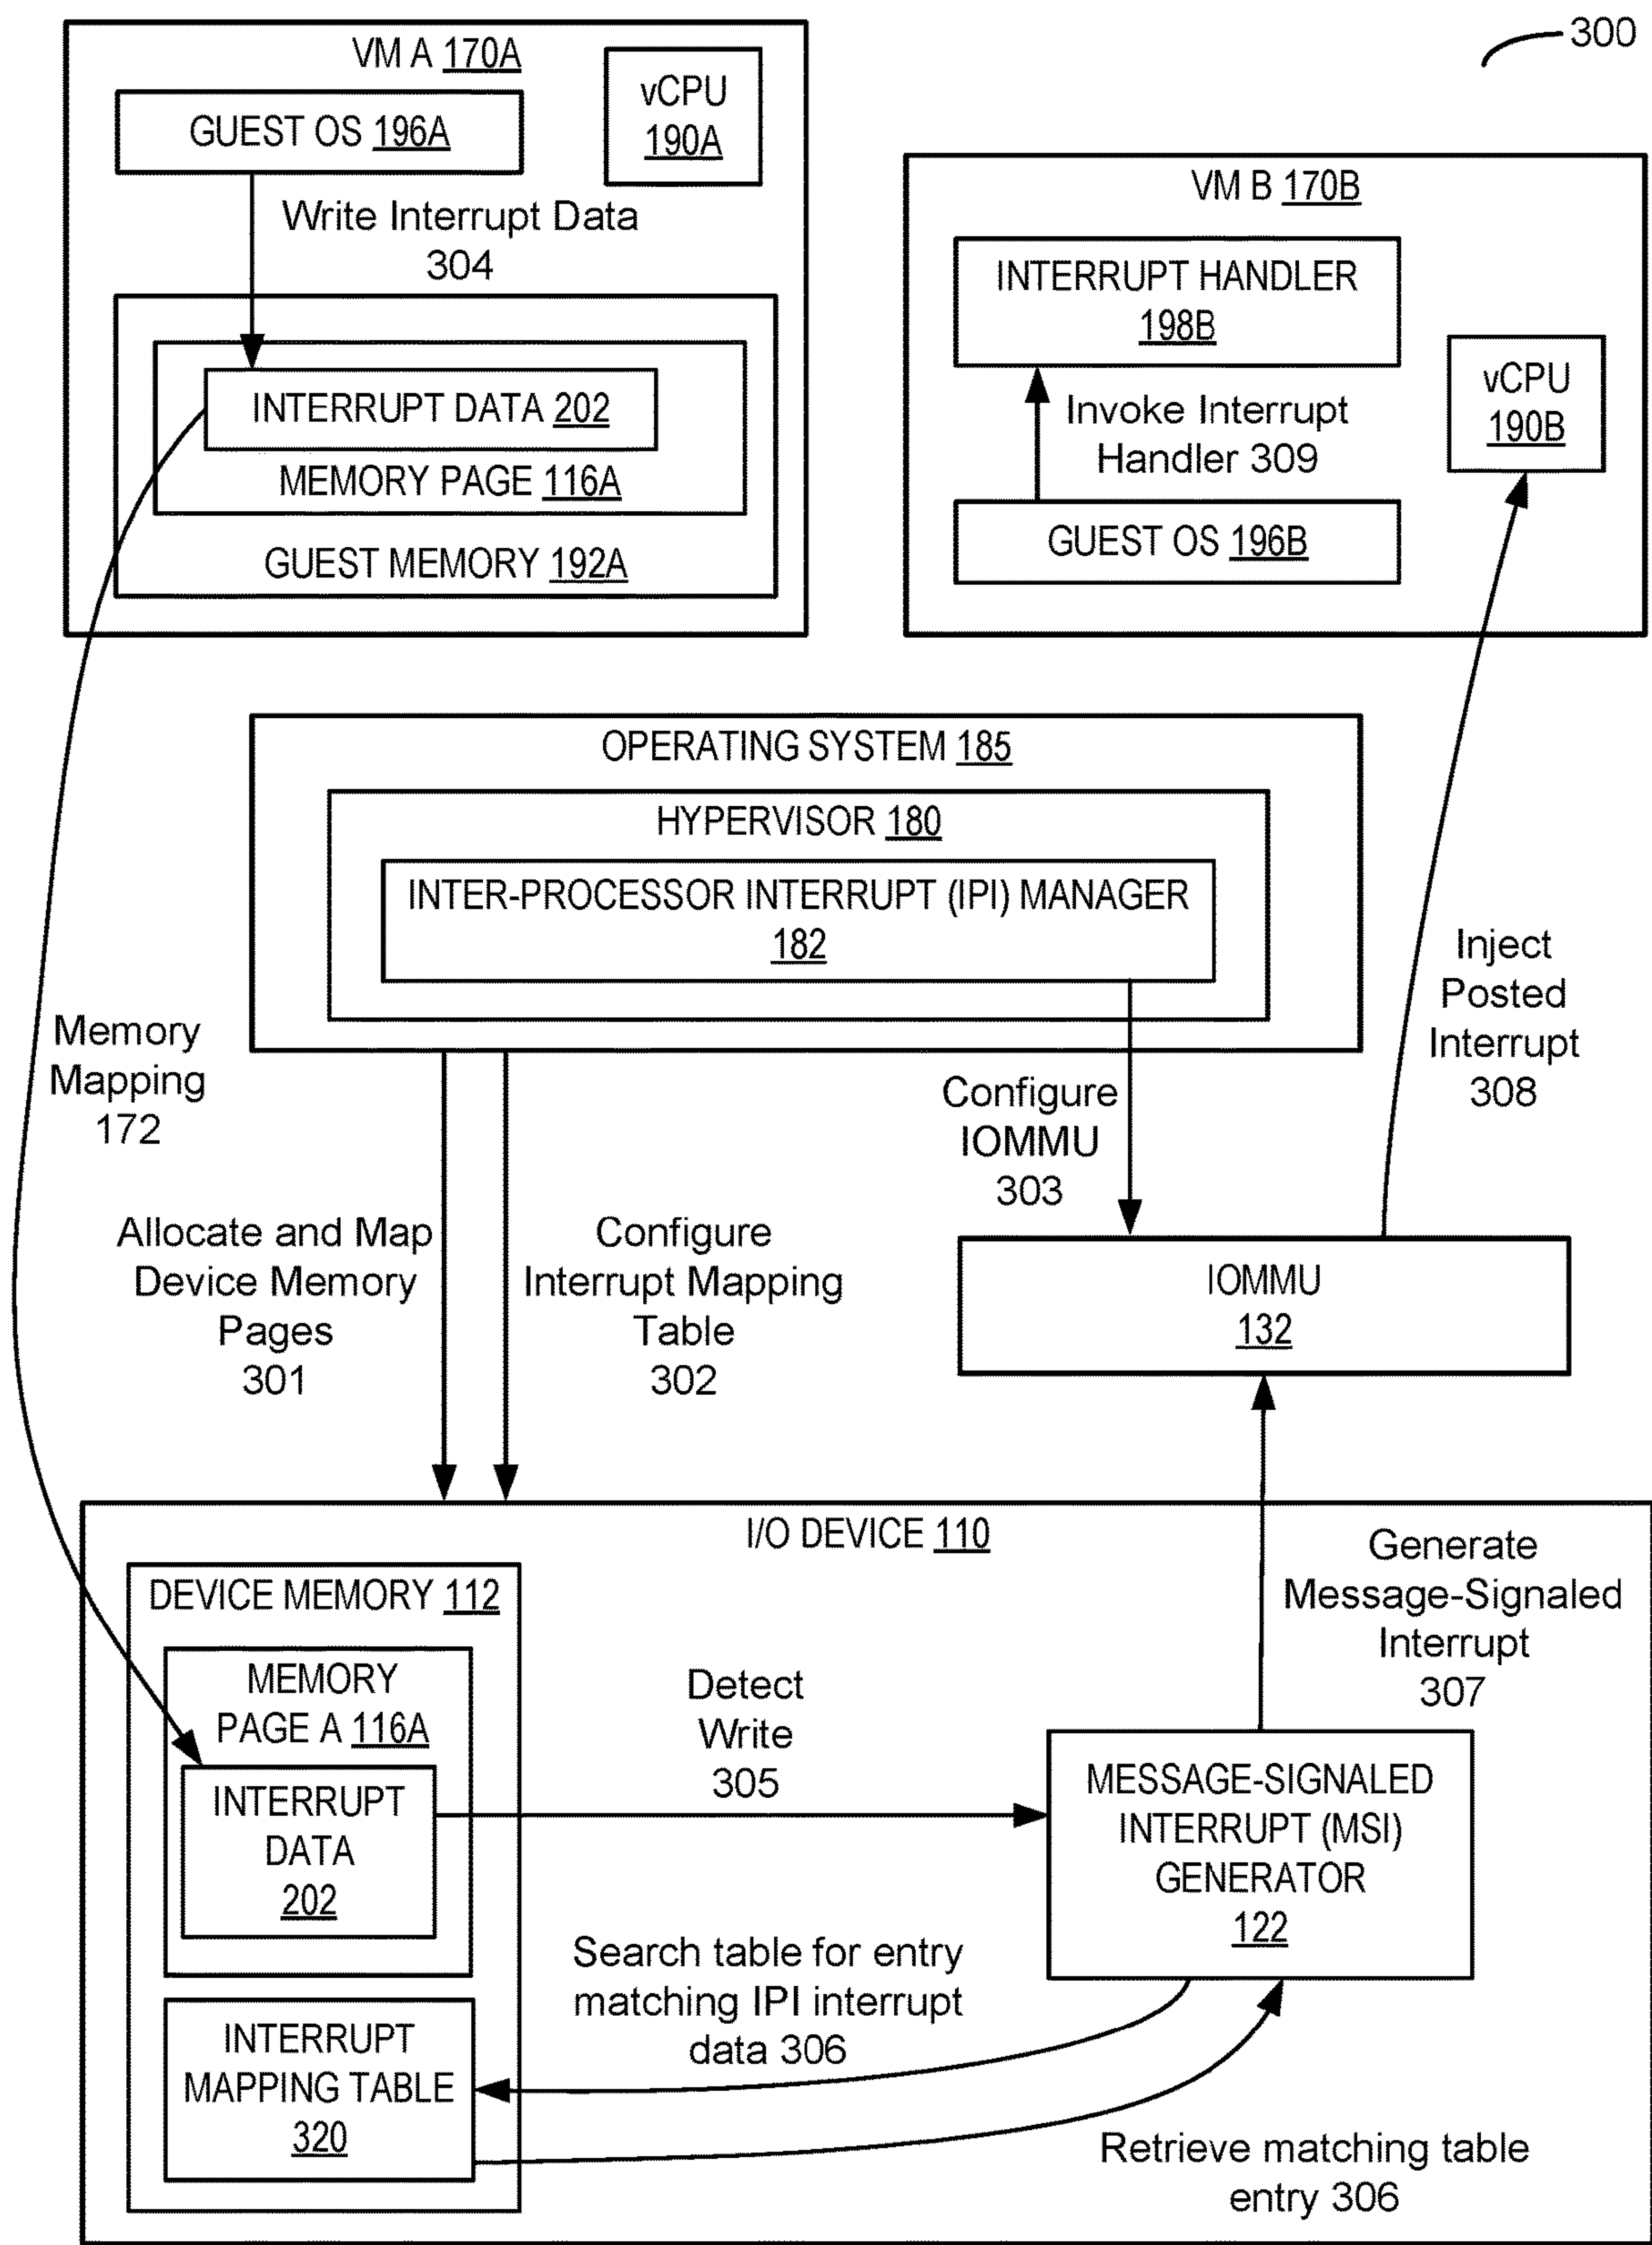 300
VM A 170A
vCPU
190A
GUEST OS 196A
Write Interrupt Data
304
INTERRUPT DATA 202
MEMORY PAGE 116A
GUEST MEMORY 192A
VM B 170B
INTERRUPT HANDLER
198B
vCPU
190B
Invoke Interrupt
Handler 309
GUEST OS 196B
OPERATING SYSTEM 185
HYPERVISOR 180
INTER-PROCESSOR INTERRUPT (IPI) MANAGER
182
Memory
Mapping
172
Inject
Posted
Interrupt
308
Configure
IOMMU
303
Allocate and Map
Device Memory
Pages
301
Configure
Interrupt Mapping
Table
302
IOMMU
132
I/O DEVICE 110
Generate
Message-Signaled
Interrupt
307
DEVICE MEMORY 112
MEMORY
PAGE A 116A
INTERRUPT
DATA
202
Detect
Write
305
MESSAGE-SIGNALED
INTERRUPT (MSI)
GENERATOR
122
Search table for entry
matching IPI interrupt
data 306
INTERRUPT
MAPPING TABLE
320
Retrieve matching table
entry 306